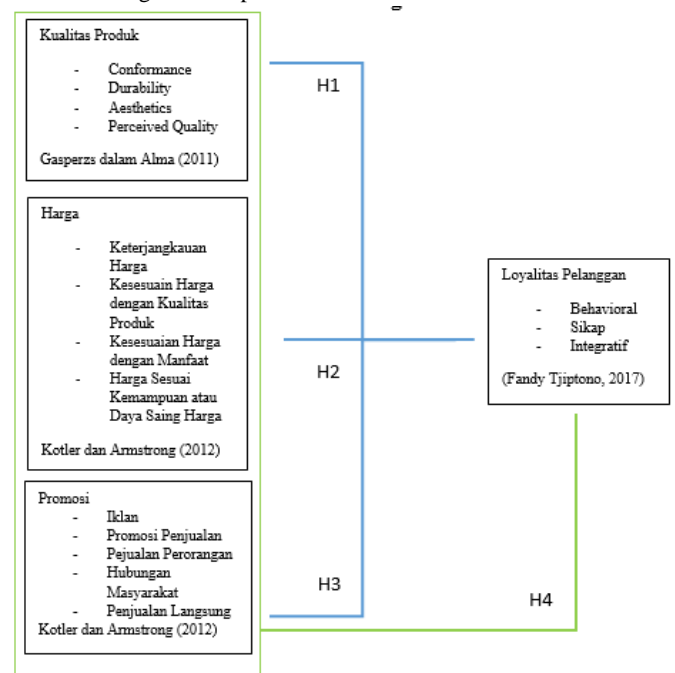 Kualitas Produk
- Conformance
- Durability
- Aesthetics
- Perceived Quality
Gasperzs dalam Alma (2011)
H1
Harga
- Keterjangkauan
Harga
- Kesesuain Harga
dengan Kualitas
Produk
- Kesesuaian Harga
dengan Manfaat
- Harga Sesuai
Kemampuan atau
Daya Saing Harga
Kotler dan Armstrong (2012)
H2
Loyalitas Pelanggan
- Behavioral
- Sikap
- Integratif
(Fandy Tjiptono, 2017)
Promosi
- Iklan
- Promosi Penjualan
- Pejualan Perorangan
- Hubungan
Masyarakat
- Penjualan Langsung
Kotler dan Armstrong (2012)
H3
H4